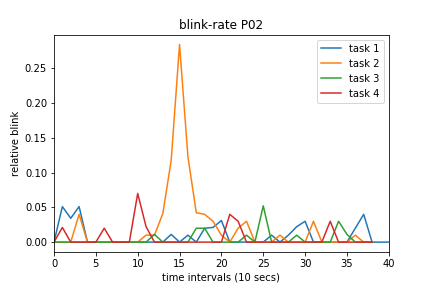 blink-rate P02
relative blink
0.25
0.20
0.15
0.10
0.05
0.00
task 1
task 2
task 3
task 4
0 5 10 15 20 25 30 35 40
time intervals (10 secs)